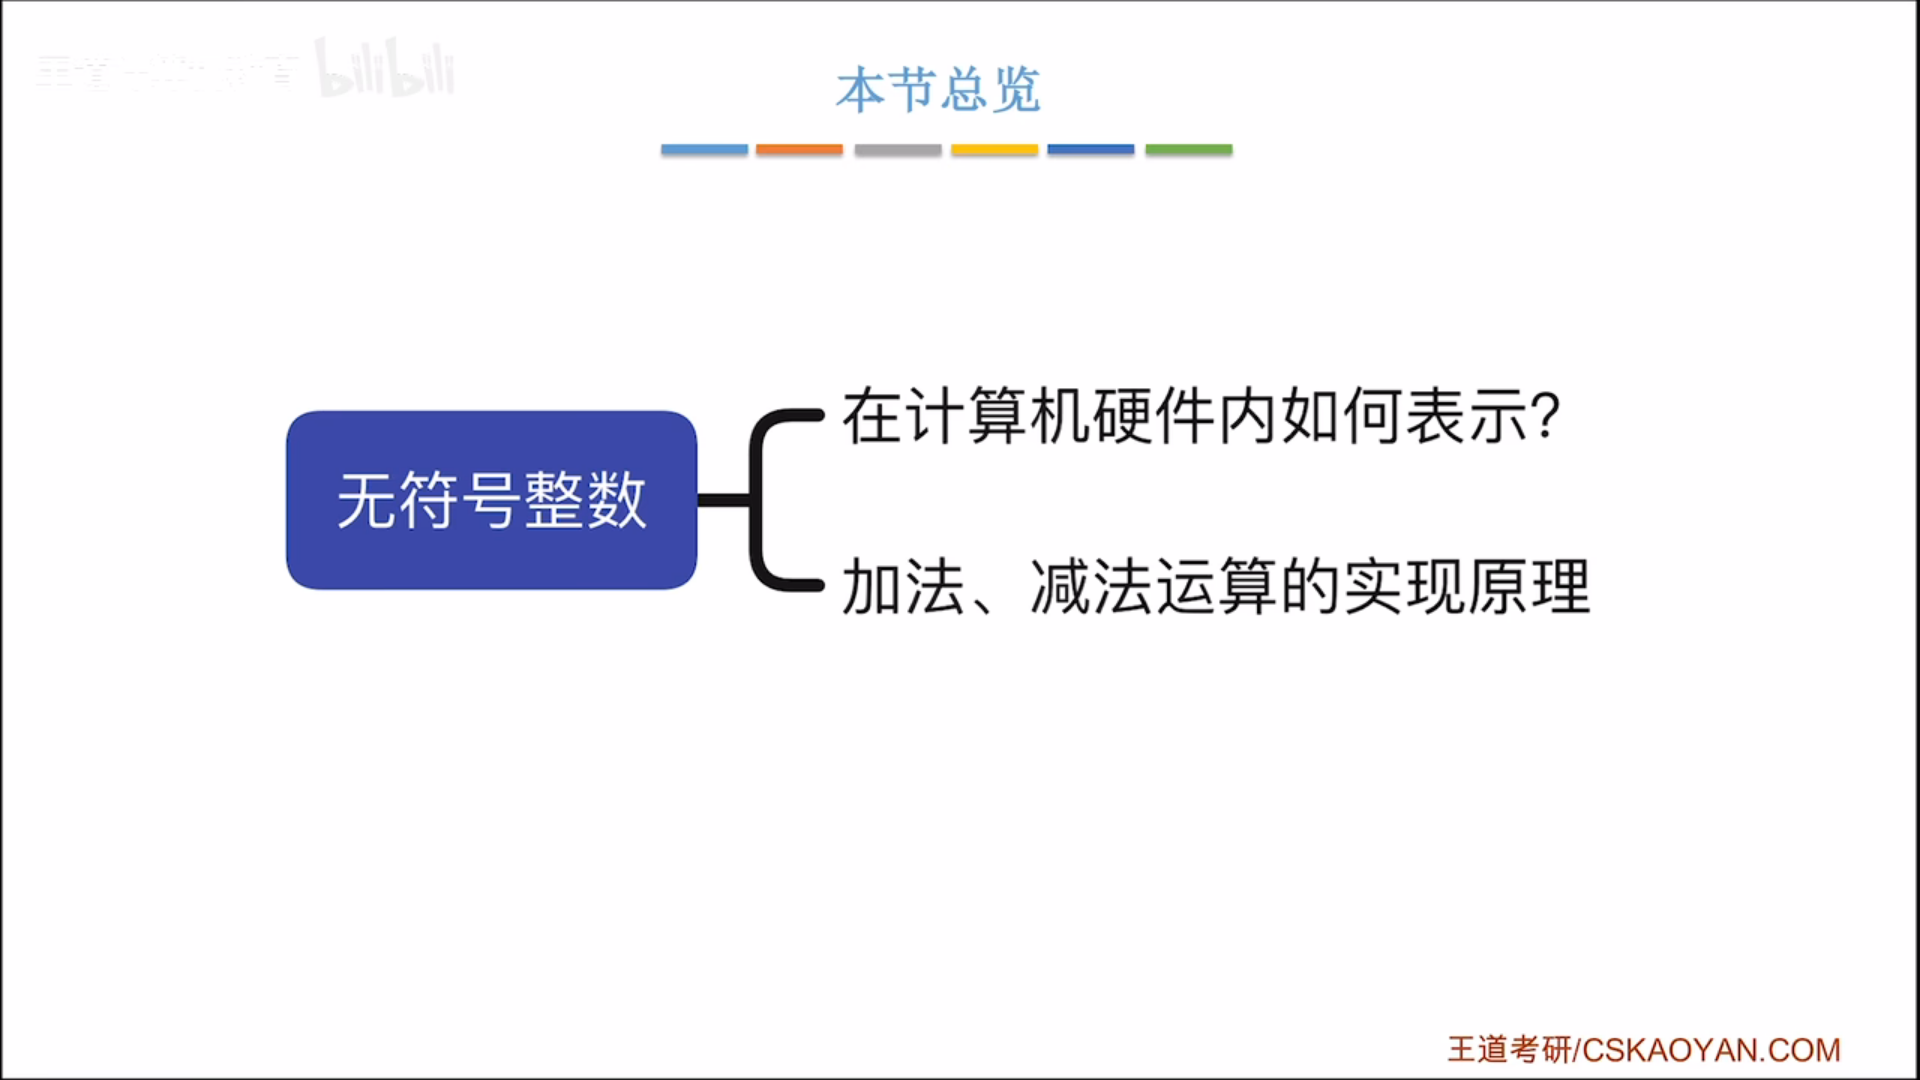 bilibili
本节总览
无符号整数
在计算机硬件内如何表示?
加法、减法运算的实现原理
王道考研/CSKAOYAN.COM